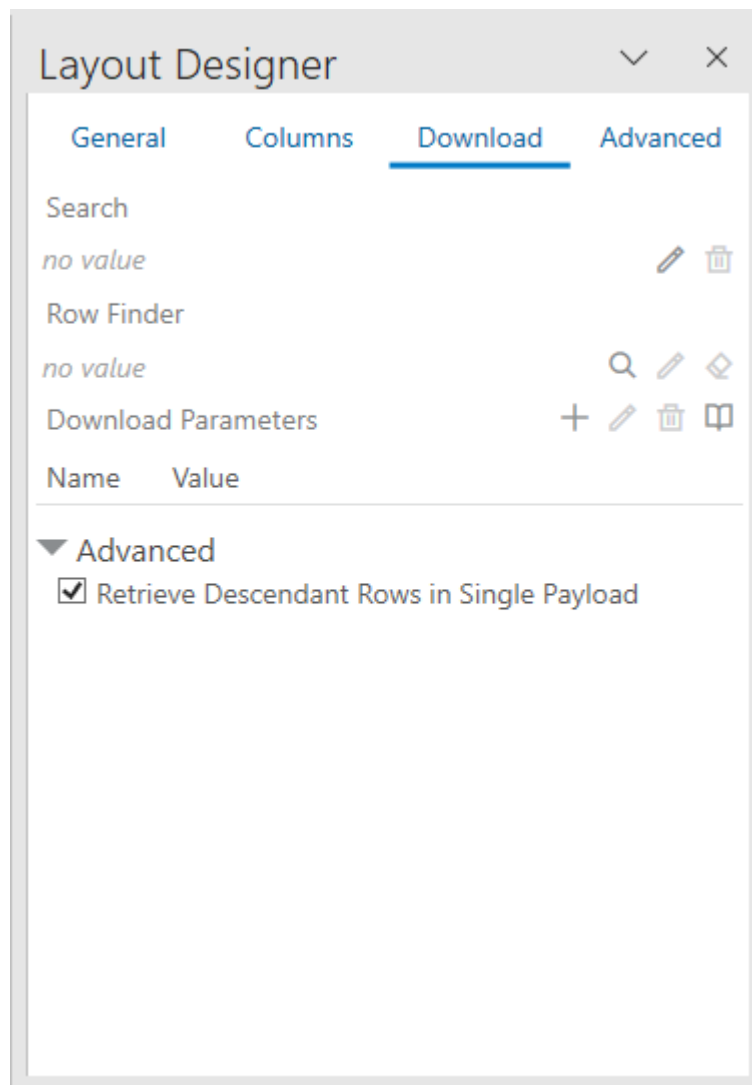 Layout Designer
General Columns Download Advanced
Search
no value
Row Finder
no value
Download Parameters
Name Value
Advanced
Retrieve Descendant Rows in Single Payload